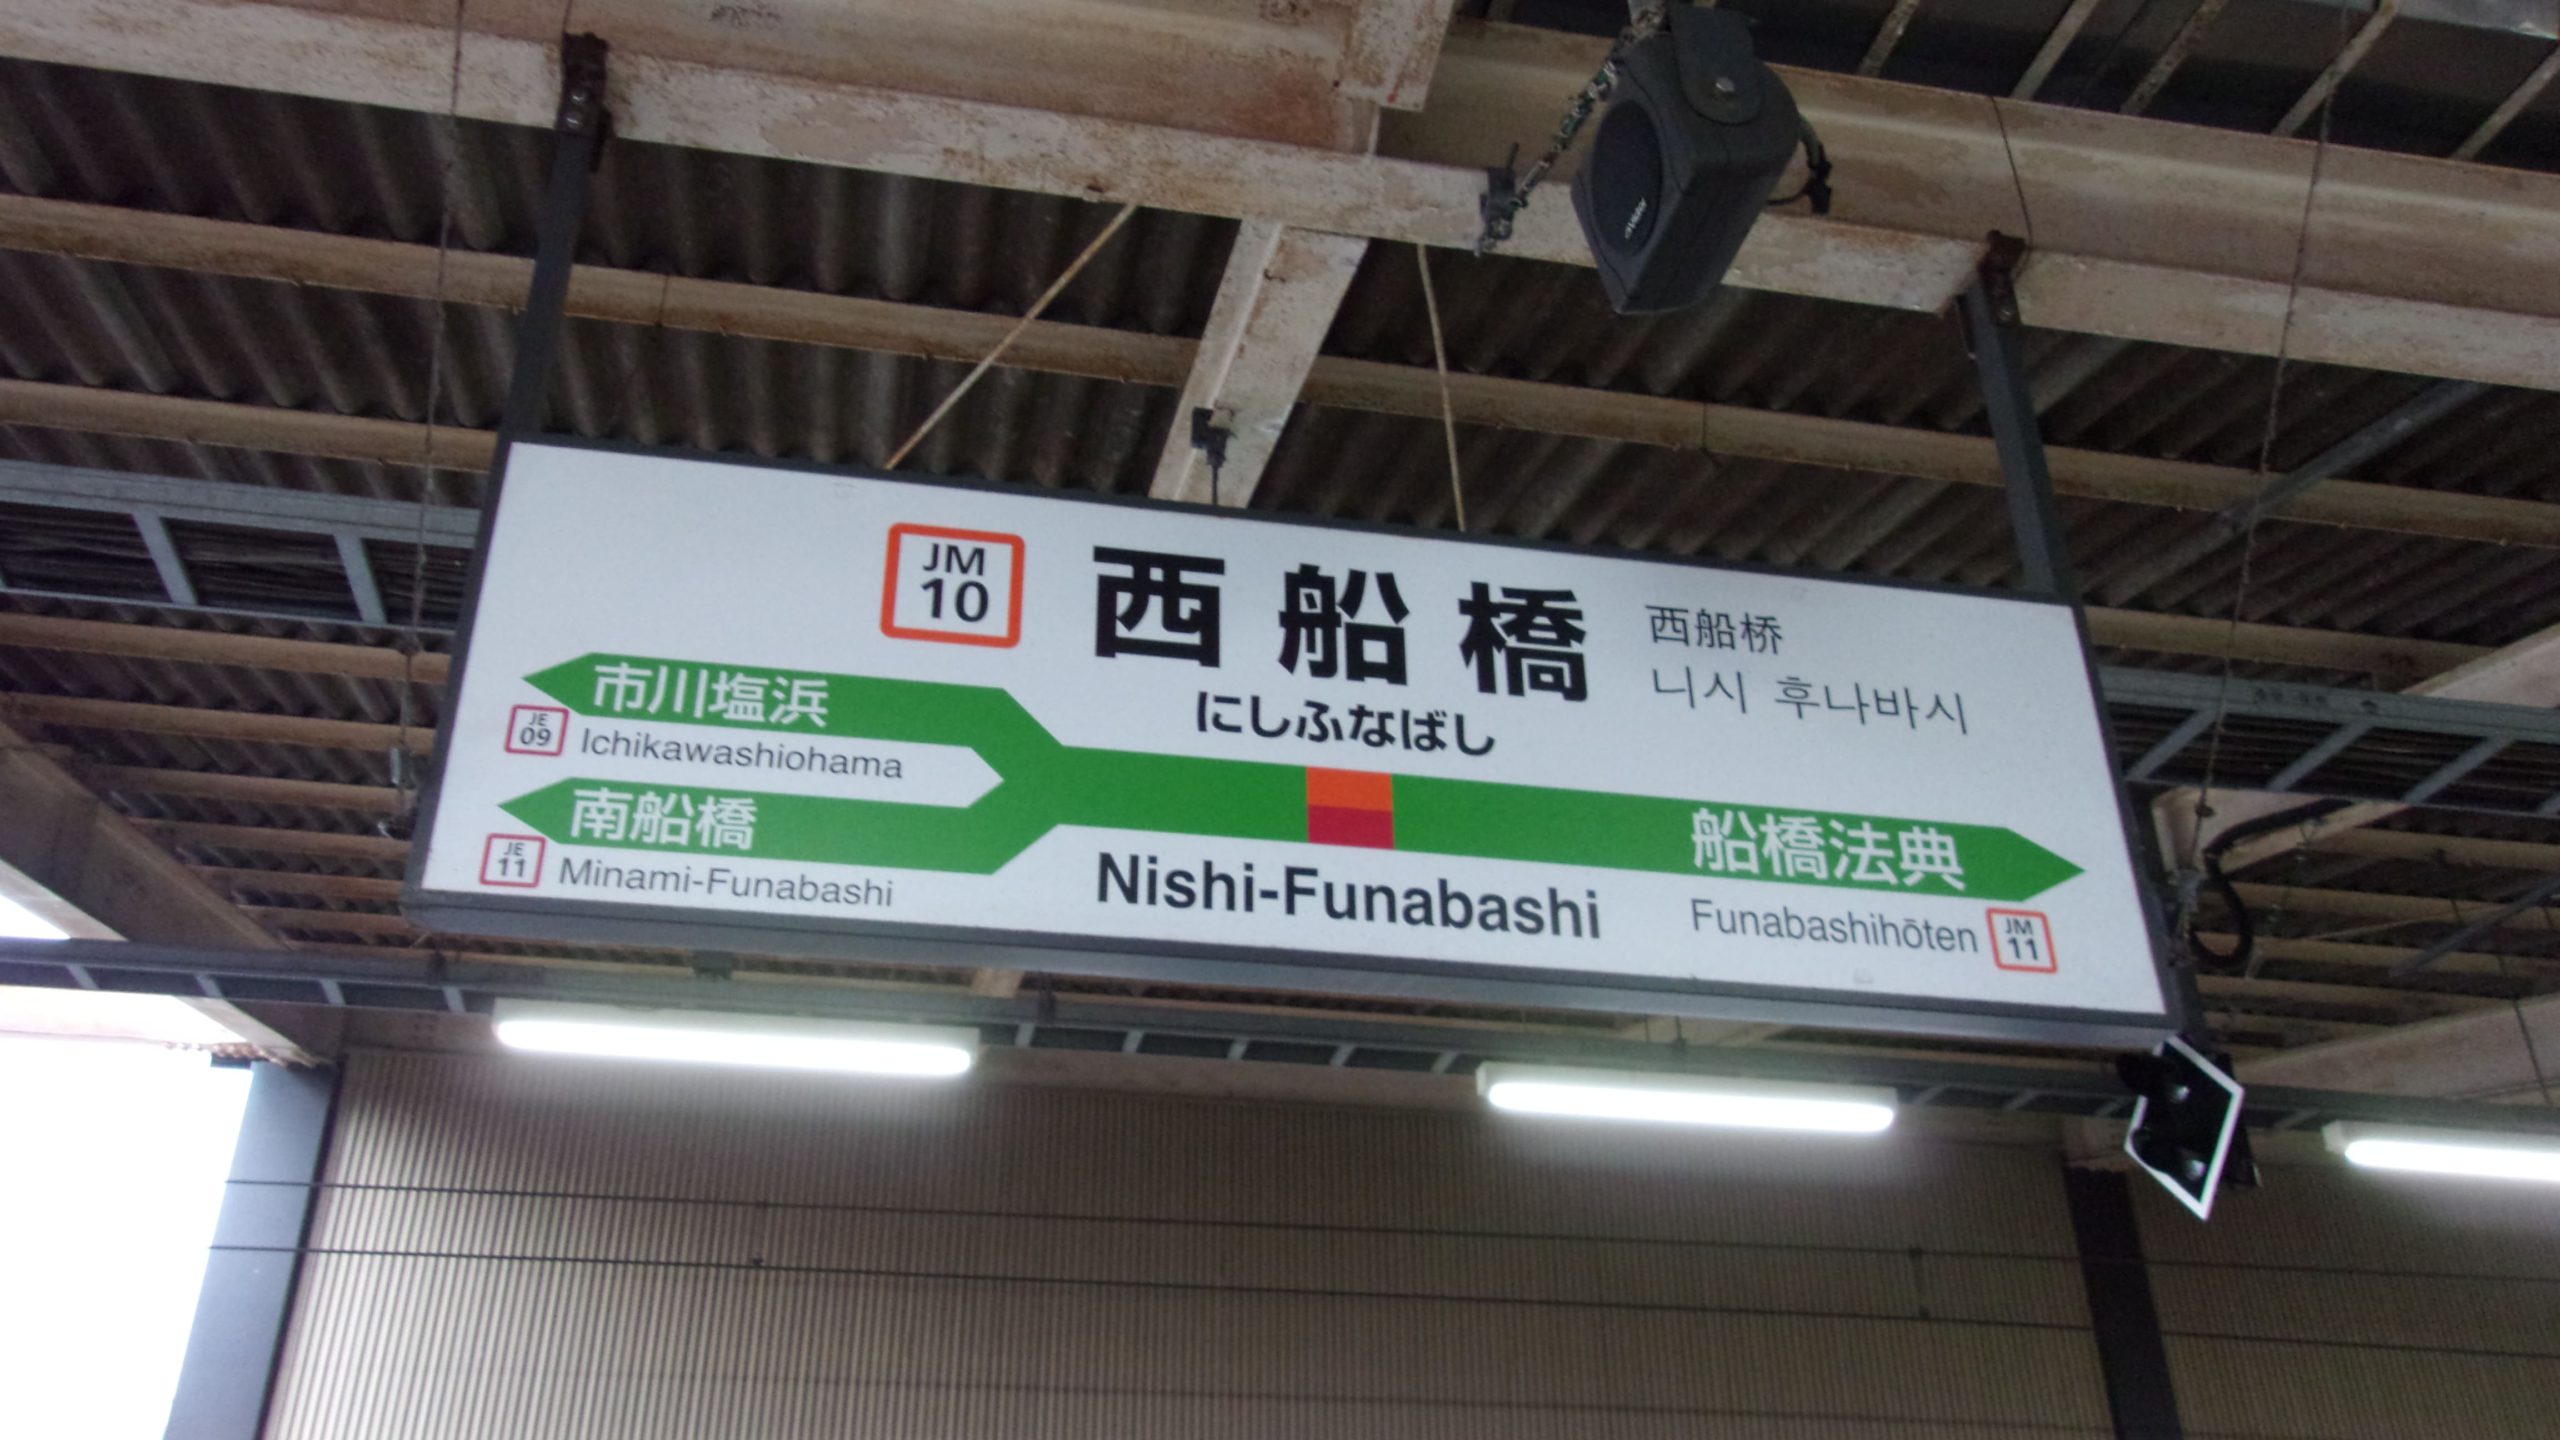 JM
10
西船橋
西船桥
니시 후나바시
にしふなばし
市川塩浜
JE
09
Ichikawashiohama
南船橋
JE
11
Minami-Funabashi
Nishi-Funabashi
船橋法典
Funabashihōten
JM
11
Victor